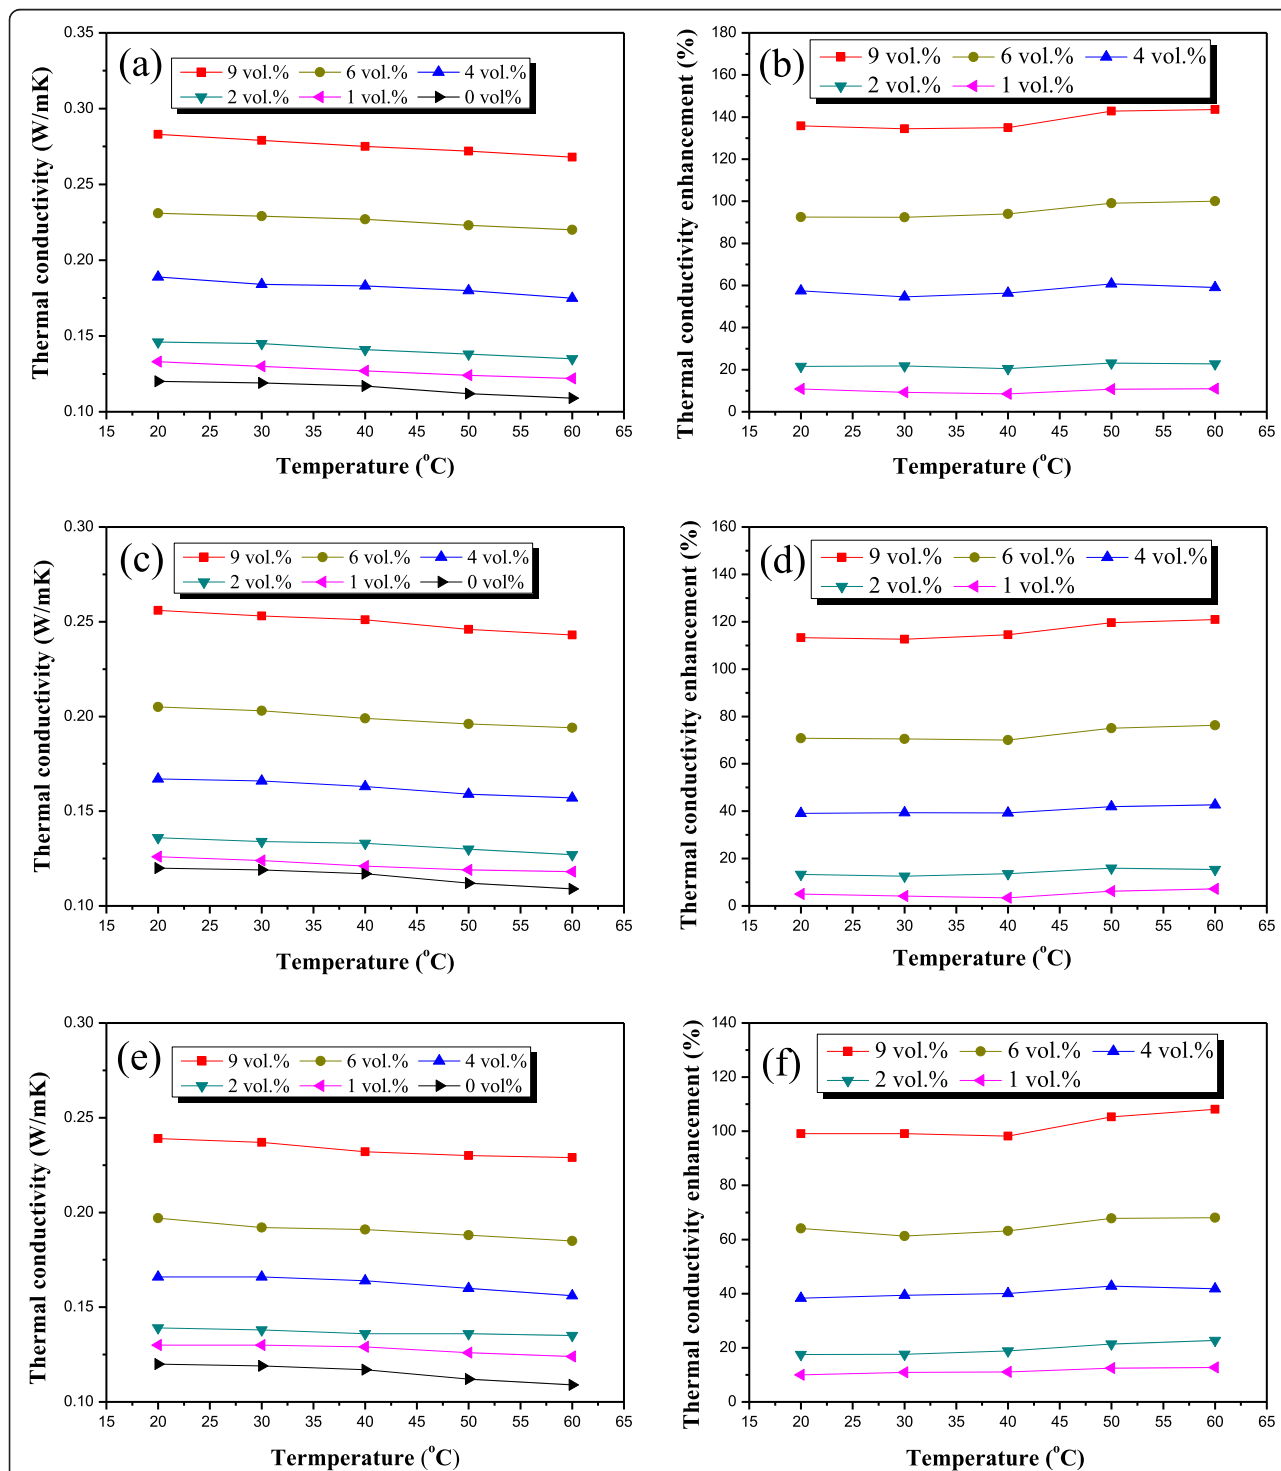 (a)
9 vol.% 6 vol.% 4 vol.%
2 vol.% 1 vol.% 0 vol%
Thermal conductivity (W/mK)
0.35
0.30
0.25
0.20
0.15
0.10
15 20 25 30 35 40 45 50 55 60 65
Temperature (°C)
(b)
9 vol.% 6 vol.% 4 vol.%
2 vol.% 1 vol.%
Thermal conductivity enhancement (%)
180
160
140
120
100
80
60
40
20
0
15 20 25 30 35 40 45 50 55 60 65
Temperature (°C)
(c)
9 vol.% 6 vol.% 4 vol.%
2 vol.% 1 vol.% 0 vol%
Thermal conductivity (W/mK)
0.30
0.25
0.20
0.15
0.10
15 20 25 30 35 40 45 50 55 60 65
Temperature (°C)
(d)
9 vol.% 6 vol.% 4 vol.%
2 vol.% 1 vol.%
Thermal conductivity enhancement (%)
160
140
120
100
80
60
40
20
0
15 20 25 30 35 40 45 50 55 60 65
Temperature (°C)
(e)
9 vol.% 6 vol.% 4 vol.%
2 vol.% 1 vol.% 0 vol%
Thermal conductivity (W/mK)
0.30
0.25
0.20
0.15
0.10
15 20 25 30 35 40 45 50 55 60 65
Termperature (°C)
(f)
9 vol.% 6 vol.% 4 vol.%
2 vol.% 1 vol.%
Thermal conductivity enhancement (%)
140
120
100
80
60
40
20
0
15 20 25 30 35 40 45 50 55 60 65
Temperature (°C)